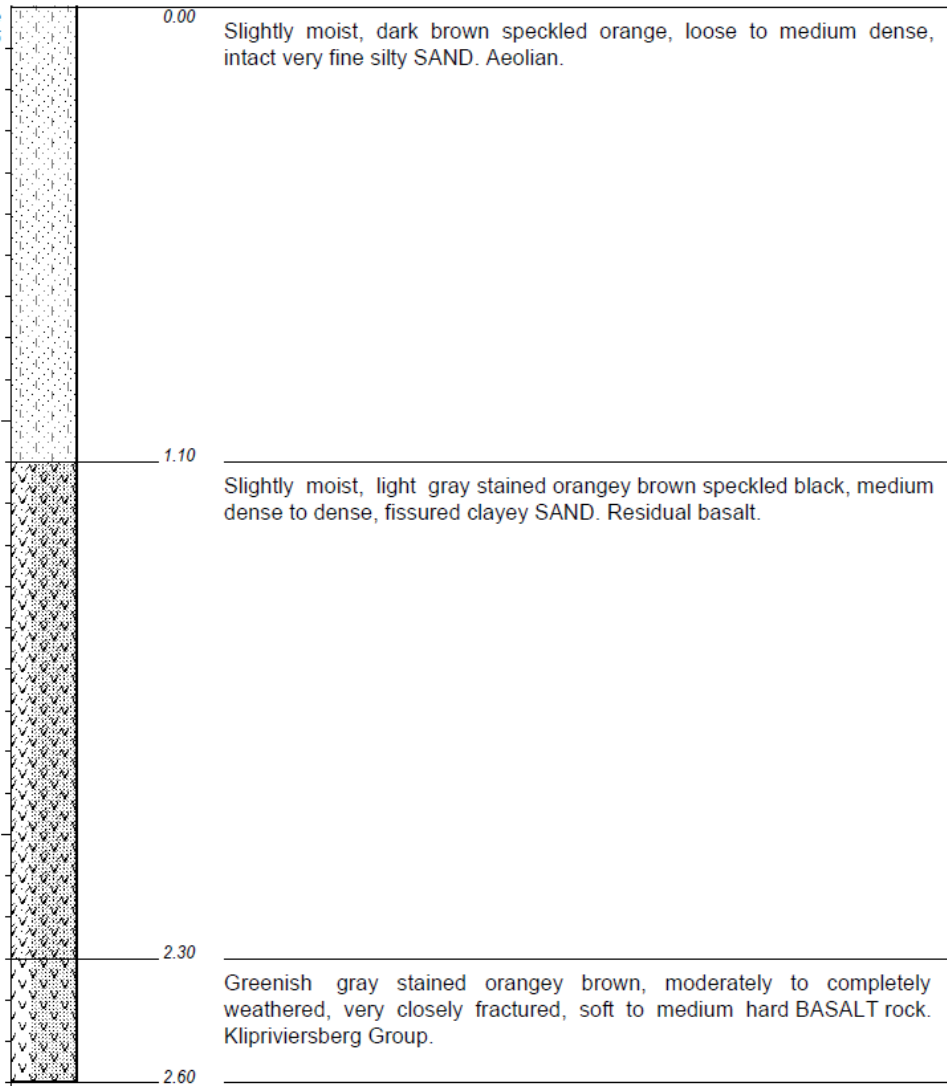 0.00
Slightly moist, dark brown speckled orange, loose to medium dense,
intact very fine silty SAND. Aeolian.
1.10
Slightly moist, light gray stained orangey brown speckled black, medium
dense to dense, fissured clayey SAND. Residual basalt.
2.30
Greenish gray stained orangey brown, moderately to completely
weathered, very closely fractured, soft to medium hard BASALT rock.
Klipriviersberg Group.
2.60